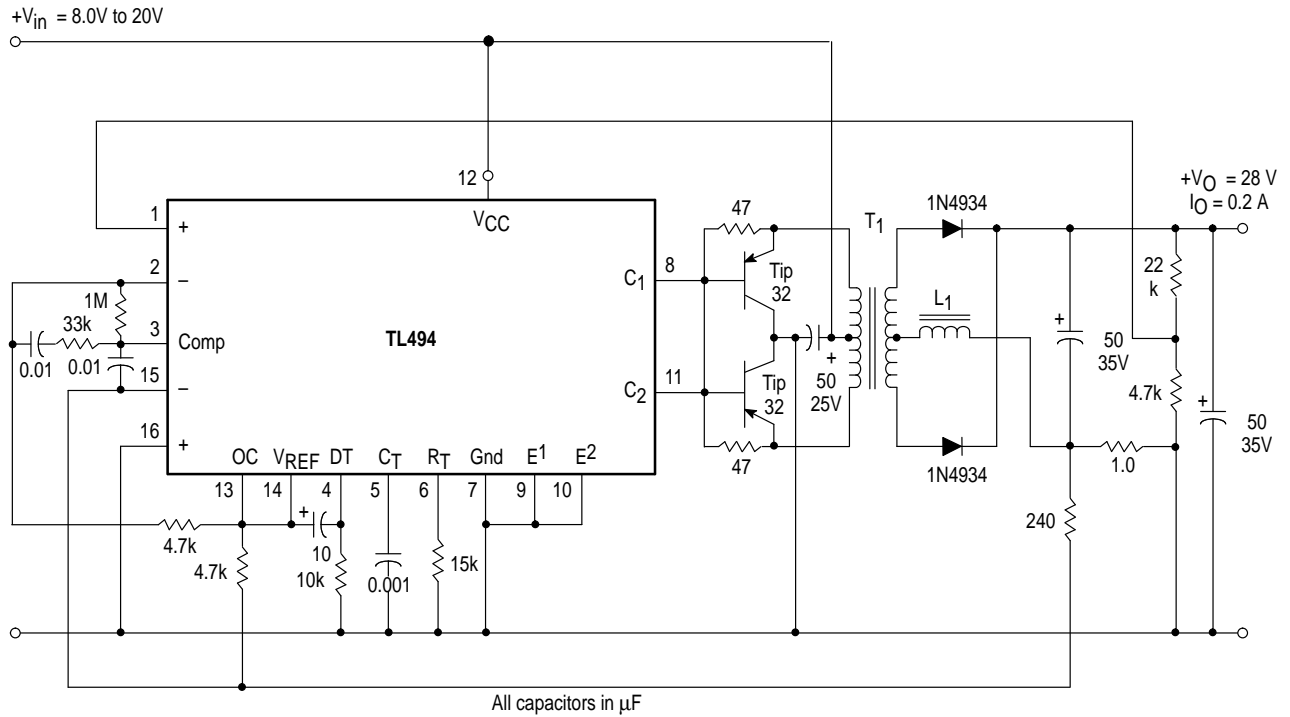 +Vin = 8.0V to 20V
12
VCC
1
+
2
–
1M
33k
3
Comp
0.01
0.01
15
–
16
+
TL494
C1
8
C2
11
OC
VREF
DT
CT
RT
Gnd
E1
E2
13
14
4
5
6
7
9
10
4.7k
4.7k
+
10
10k
0.001
15k
47
Tip
32
Tip
32
47
+
50
25V
T1
1N4934
L1
1N4934
+
50
35V
22
k
4.7k
1.0
240
+
50
35V
+VO = 28 V
IO = 0.2 A
All capacitors in µF